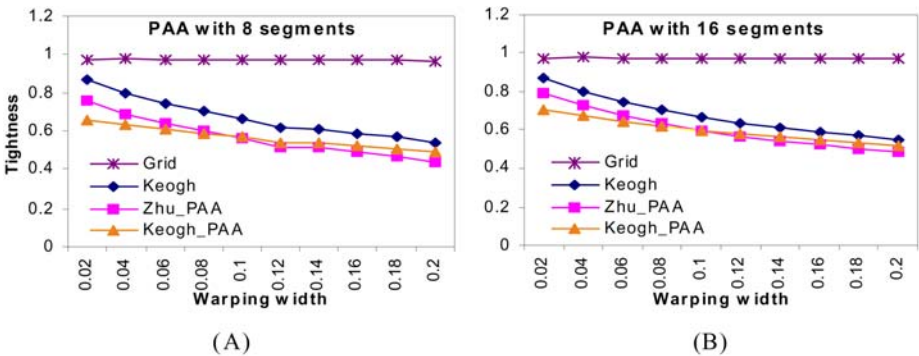 PAA with 8 segments
Tightness
1.2
1
0.8
0.6
0.4
0.2
0
Grid
Keogh
Zhu_PAA
Keogh_PAA
0.02
0.04
0.06
0.08
0.1
0.12
0.14
0.16
0.18
0.2
Warping width
(A)
PAA with 16 segments
1.2
1
0.8
0.6
0.4
0.2
0
Grid
Keogh
Zhu_PAA
Keogh_PAA
0.02
0.04
0.06
0.08
0.1
0.12
0.14
0.16
0.18
0.2
Warping width
(B)